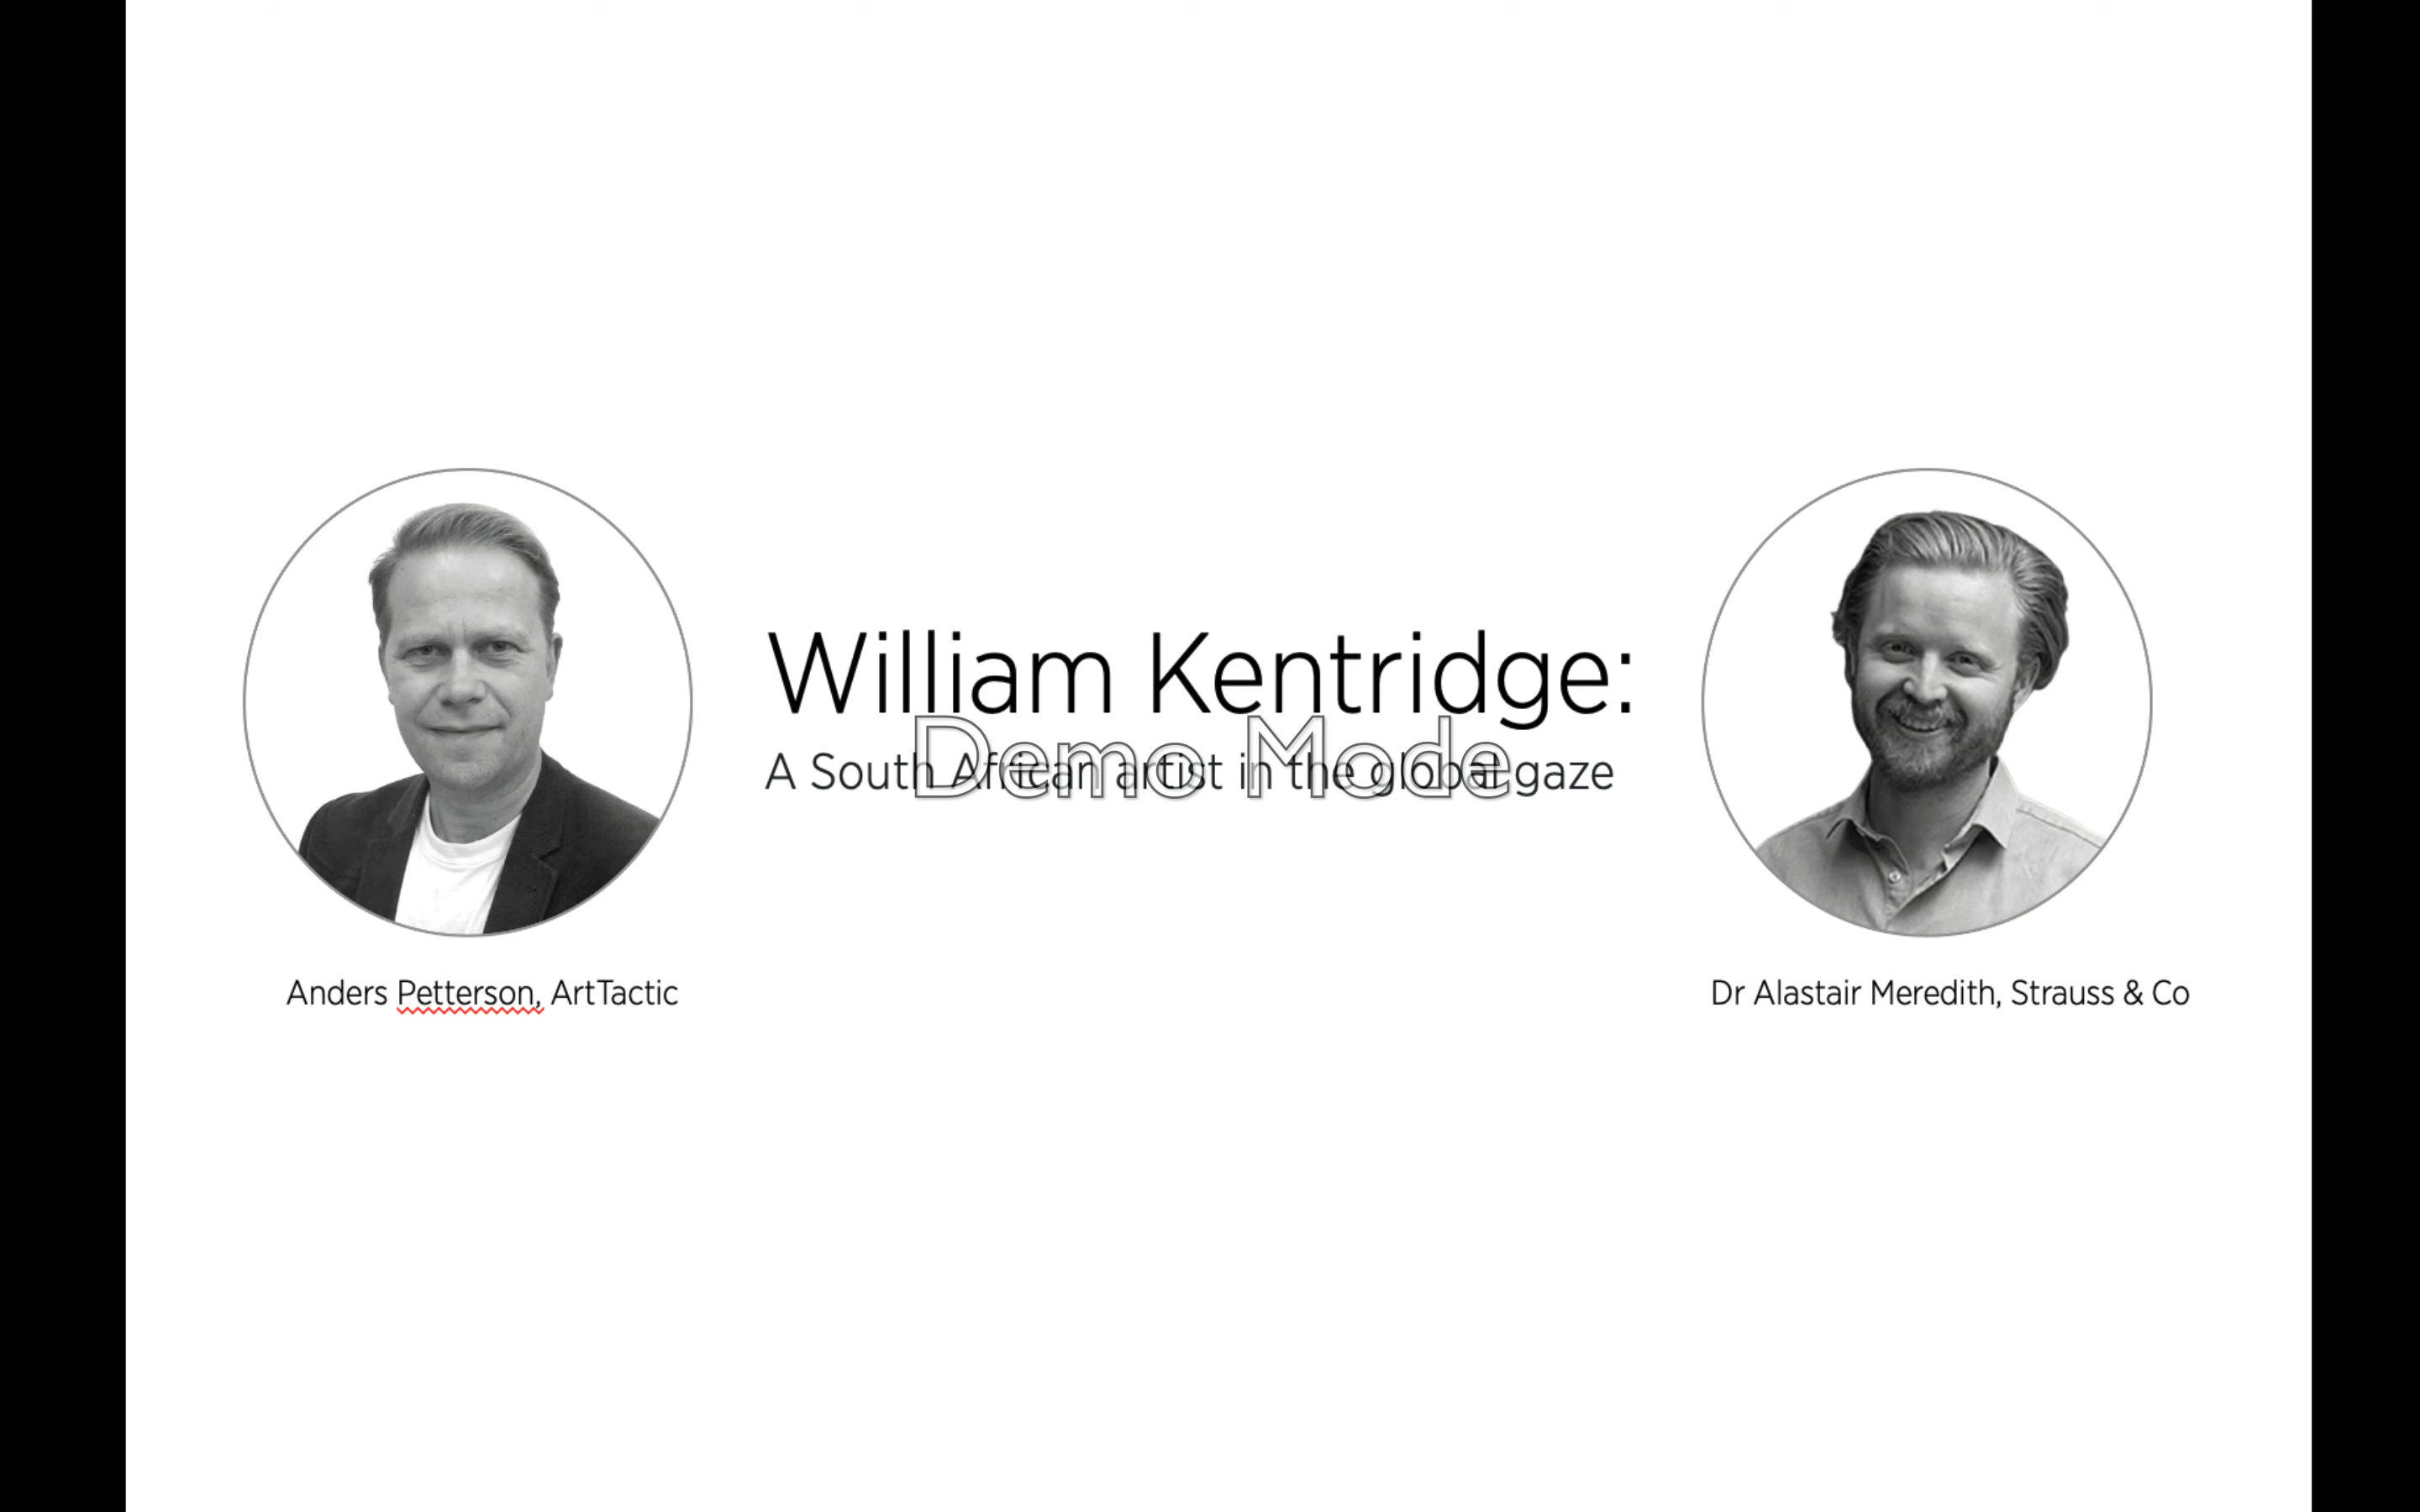 William Kentridge:
Demo Mode
A South African artist in the global gaze
Anders Petterson, ArtTactic
Dr Alastair Meredith, Strauss & Co